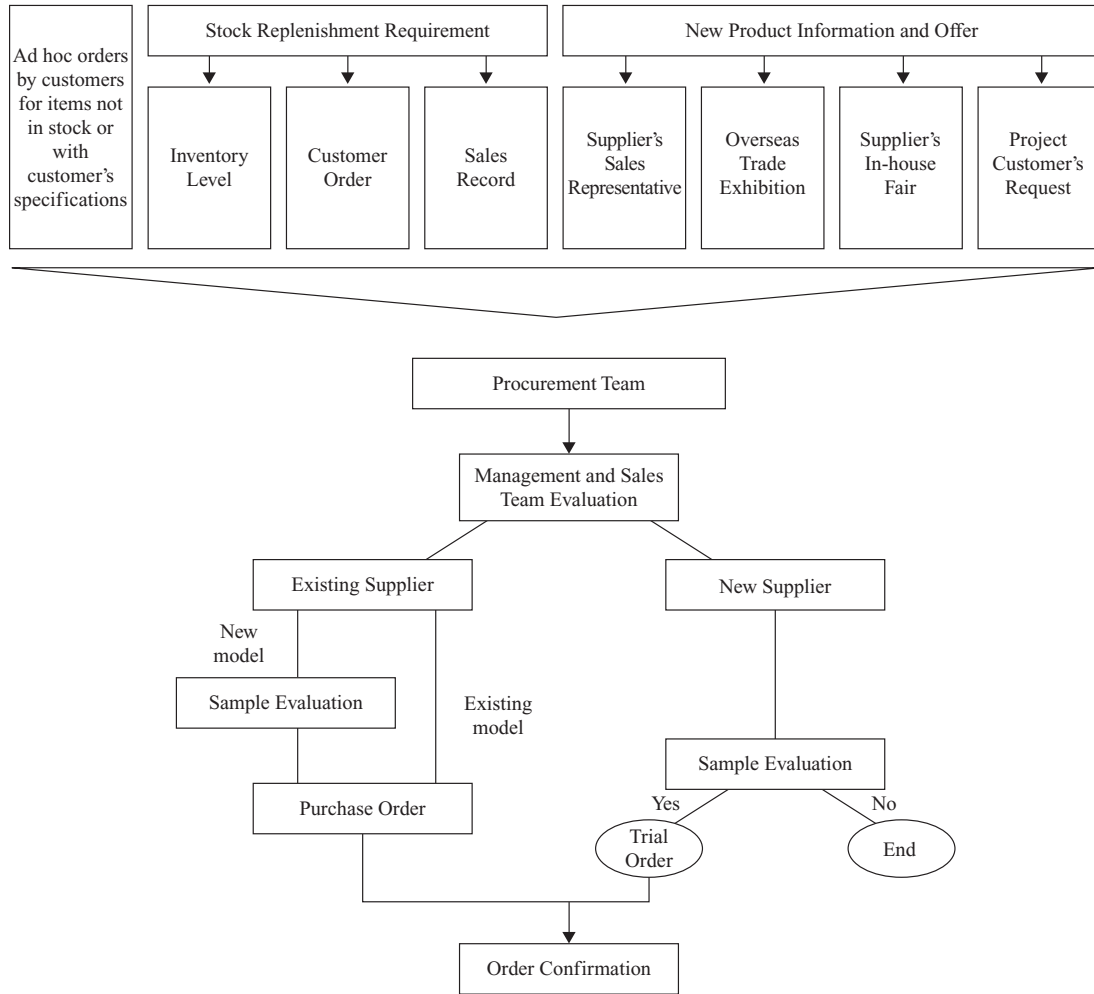 Ad hoc orders
by customers
for items not
in stock or
with
customer's
specifications
Stock Replenishment Requirement
Inventory
Level
Customer
Order
Sales
Record
New Product Information and Offer
Supplier's
Sales
Representative
Overseas
Trade
Exhibition
Supplier's
In-house
Fair
Project
Customer's
Request
Procurement Team
Management and Sales
Team Evaluation
Existing Supplier
New Supplier
New
model
Sample Evaluation
Existing
model
Purchase Order
Sample Evaluation
Yes
No
Trial
Order
End
Order Confirmation